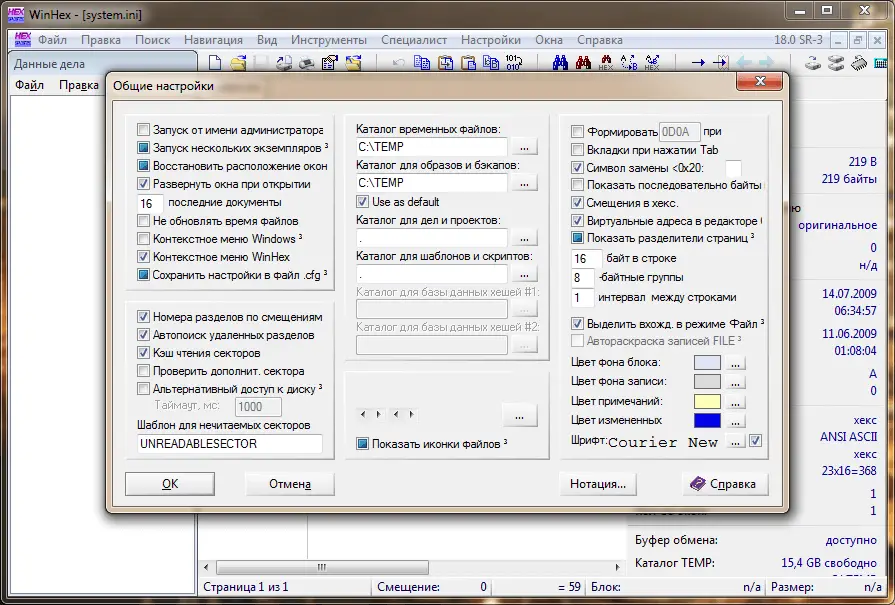 WinHex - [system.ini]
Файл Правка Поиск Навигация Вид Инструменты Специалист Настройки Окна Справка 18.0 SR-3
Данные дела
Файл Правка
Общие настройки
Запуск от имени администратора
Запуск нескольких экземпляров ³
Восстановить расположение окон
Развернуть окна при открытии
16 последние документы
Не обновлять время файлов
Контекстное меню Windows ³
Контекстное меню WinHex
Сохранить настройки в файл .cfg ³
Номера разделов по смещениям
Автопоиск удаленных разделов
Кэш чтения секторов
Проверить дополнит. сектора
Альтернативный доступ к диску ³
Таймаут, мс: 1000
Шаблон для нечитаемых секторов
UNREADABLESECTOR
Каталог временных файлов:
C:\TEMP ...
Каталог для образов и бэкапов:
C:\TEMP ...
Use as default
Каталог для дел и проектов:
. ...
Каталог для шаблонов и скриптов:
. ...
Каталог для базы данных хешей #1:
...
Каталог для базы данных хешей #2:
...
...
Показать иконки файлов ³
Формировать 0D0A при
Вкладки при нажатии Tab
Символ замены <0x20:
Показать последовательно байты
Смещения в хекс.
Виртуальные адреса в редакторе
Показать разделители страниц ³
16 байт в строке
8 -байтные группы
1 интервал между строками
Выделить вхожд. в режиме Файл ³
Автораскраска записей FILE ³
Цвет фона блока: ...
Цвет фона записи: ...
Цвет примечаний: ...
Цвет измененных ...
Шрифт: Courier New ...
OK Отмена Нотация... Справка
219 B
219 байты
ю
оригинальное
0
н/д
14.07.2009
06:34:57
11.06.2009
01:08:04
A
0
хекс
ANSI ASCII
хекс
23x16=368
1
1
Буфер обмена: доступно
Каталог TEMP: 15,4 GB свободно
Страница 1 из 1 Смещение: 0 = 59 Блок: n/a Размер: n/a